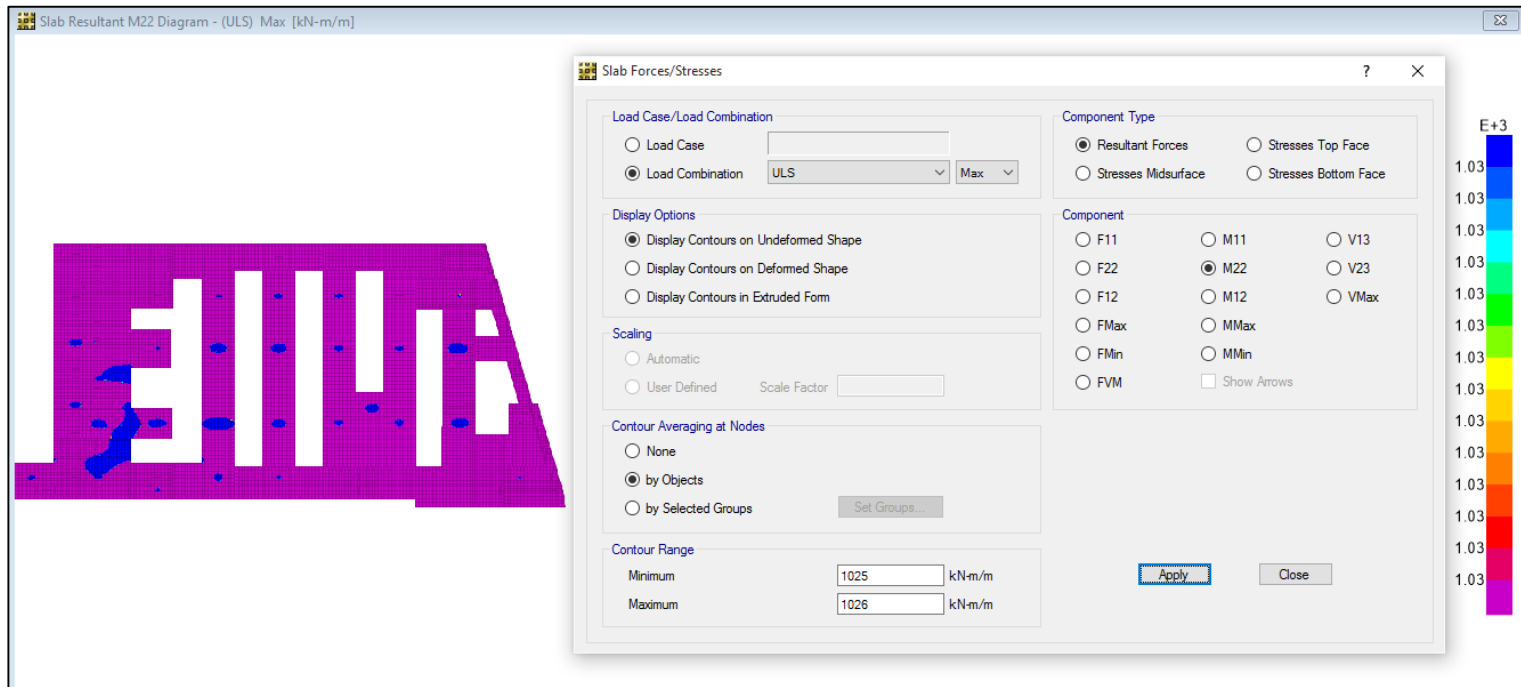 Slab Resultant M22 Diagram - (ULS) Max [kN-m/m]
Slab Forces/Stresses
?
Load Case/Load Combination
Load Case
Load Combination
ULS
Max
Display Options
Display Contours on Undeformed Shape
Display Contours on Deformed Shape
Display Contours in Extruded Form
Scaling
Automatic
User Defined Scale Factor
Contour Averaging at Nodes
None
by Objects
by Selected Groups
Set Groups...
Contour Range
Minimum 1025 kN-m/m
Maximum 1026 kN-m/m
Component Type
Resultant Forces Stresses Top Face
Stresses Midsurface Stresses Bottom Face
Component
F11 M11 V13
F22 M22 V23
F12 M12 VMax
FMax MMax
FMin MMin
FVM Show Arrows
Apply Close
E+3
1.03
1.03
1.03
1.03
1.03
1.03
1.03
1.03
1.03
1.03
1.03
1.03
1.03
1.03